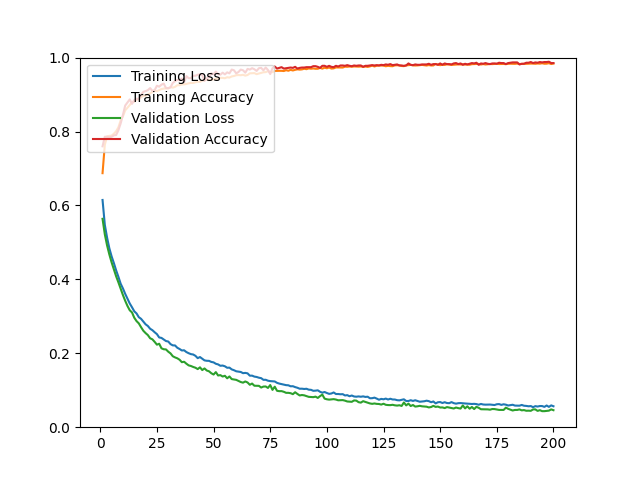 1.0
0.8
0.6
0.4
0.2
0.0
Training Loss
Training Accuracy
Validation Loss
Validation Accuracy
0 25 50 75 100 125 150 175 200